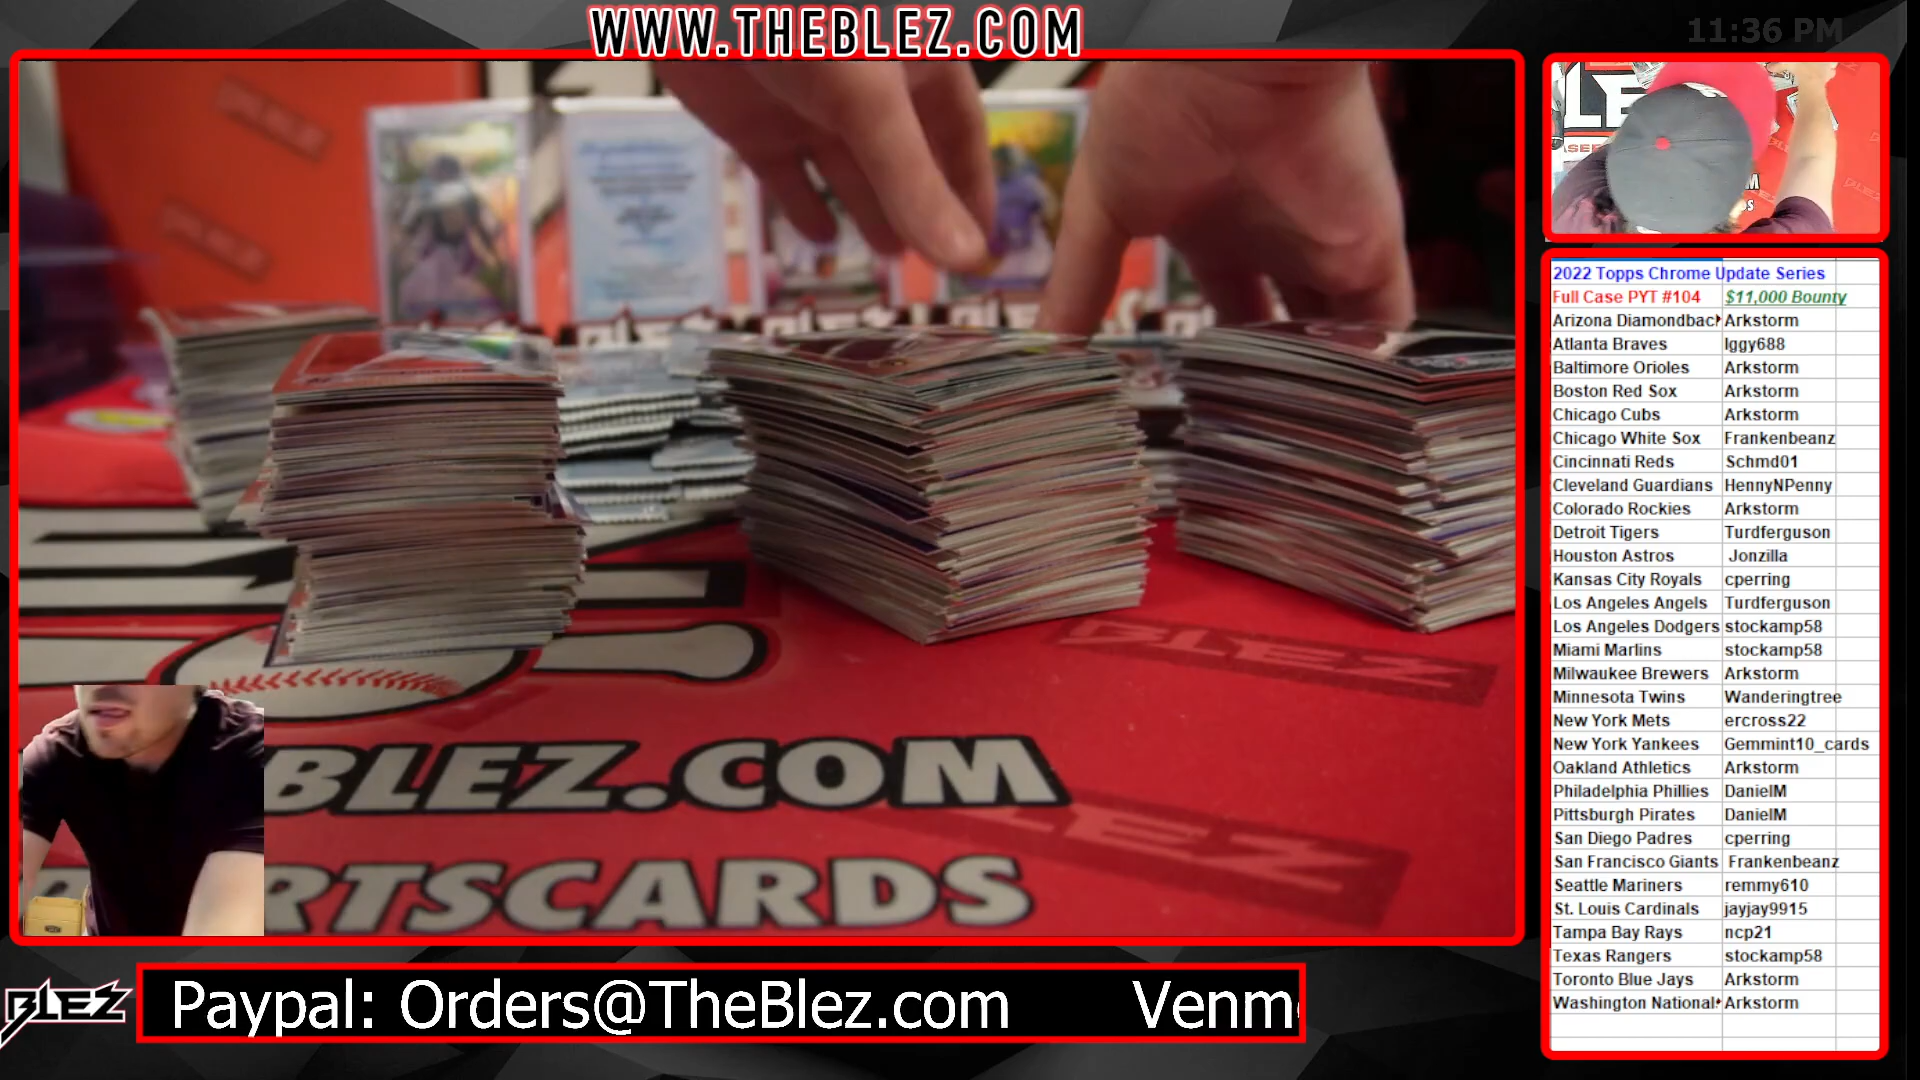 WWW.THEBLEZ.COM
11:36 PM
2022 Topps Chrome Update Series
Full Case PYT #104 $11,000 Bounty
Arizona Diamondbac Arkstorm
Atlanta Braves Iggy688
Baltimore Orioles Arkstorm
Boston Red Sox Arkstorm
Chicago Cubs Arkstorm
Chicago White Sox Frankenbeanz
Cincinnati Reds Schmd01
Cleveland Guardians HennyNPenny
Colorado Rockies Arkstorm
Detroit Tigers Turdferguson
Houston Astros Jonzilla
Kansas City Royals cperring
Los Angeles Angels Turdferguson
Los Angeles Dodgers stockamp58
Miami Marlins stockamp58
Milwaukee Brewers Arkstorm
Minnesota Twins Wanderingtree
New York Mets ercross22
New York Yankees Gemmint10_cards
Oakland Athletics Arkstorm
Philadelphia Phillies DanielM
Pittsburgh Pirates DanielM
San Diego Padres cperring
San Francisco Giants Frankenbeanz
Seattle Mariners remmy610
St. Louis Cardinals jayjay9915
Tampa Bay Rays ncp21
Texas Rangers stockamp58
Toronto Blue Jays Arkstorm
Washington National Arkstorm
BLEZ
BLEZ.COM
BLEZ
RTSCARDS
BLEZ
Paypal: Orders@TheBlez.com Venm